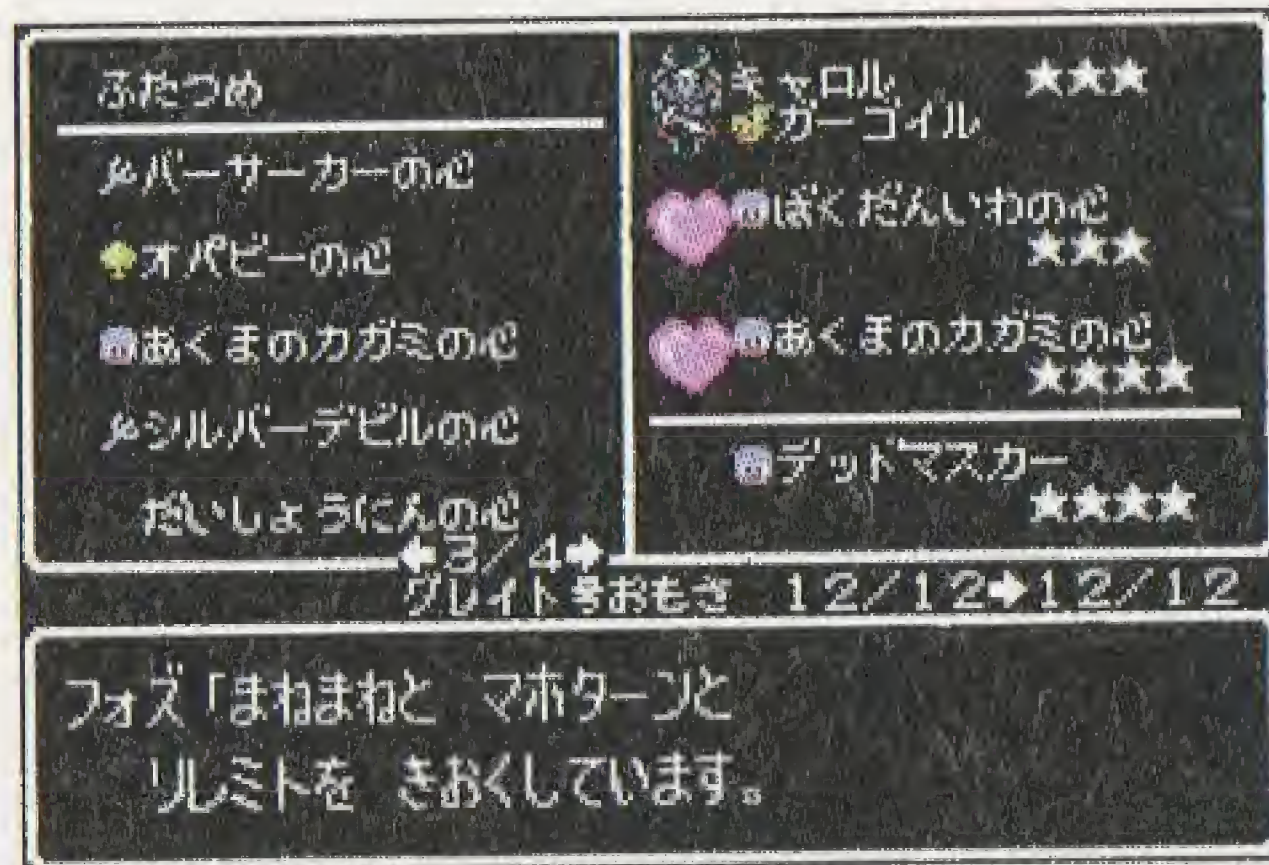 ふたつめ
バーサーカーの心
オパビーの心
あくまのカガミの心
シルバーデビルの心
だいしょうにんの心
←3/4→
キャロル ★★★
ガーゴイル
ばくだんいわの心
★★★
あくまのカガミの心
★★★★
デッドマスカー
★★★★
グレイト号おもさ 12/12→12/12
フォズ「まねまねと マホターンと
リルミトを きおくしています。